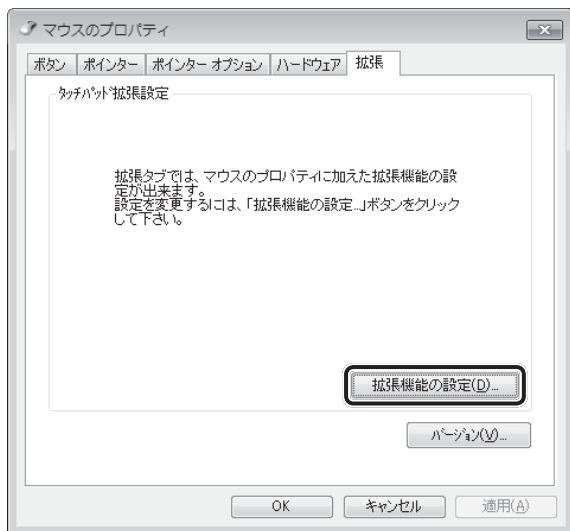 マウスのプロパティ
ボタン ポインター ポインター オプション ハードウェア 拡張
ﾀｯﾁﾊﾟｯﾄﾞ拡張設定
拡張タブでは、マウスのプロパティに加えた拡張機能の設
定が出来ます。
設定を変更するには、「拡張機能の設定...」ボタンをクリック
して下さい。
拡張機能の設定(D)...
ﾊﾞｰｼﾞｮﾝ(V)...
OK キャンセル 適用(A)